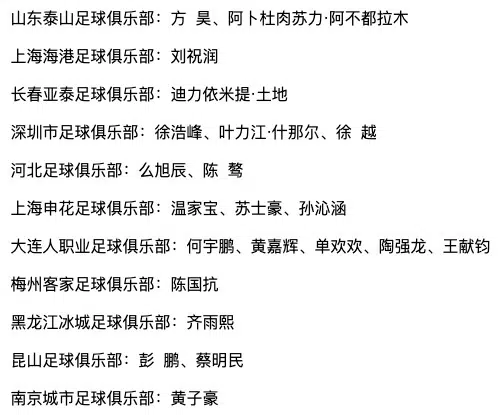 山东泰山足球俱乐部：方  昊、阿卜杜肉苏力·阿不都拉木
上海海港足球俱乐部：刘祝润
长春亚泰足球俱乐部：迪力依米提·土地
深圳市足球俱乐部：徐浩峰、叶力江·什那尔、徐  越
河北足球俱乐部：么旭辰、陈  骜
上海申花足球俱乐部：温家宝、苏士豪、孙沁涵
大连人职业足球俱乐部：何宇鹏、黄嘉辉、单欢欢、陶强龙、王献钧
梅州客家足球俱乐部：陈国抗
黑龙江冰城足球俱乐部：齐雨熙
昆山足球俱乐部：彭  鹏、蔡明民
南京城市足球俱乐部：黄子豪